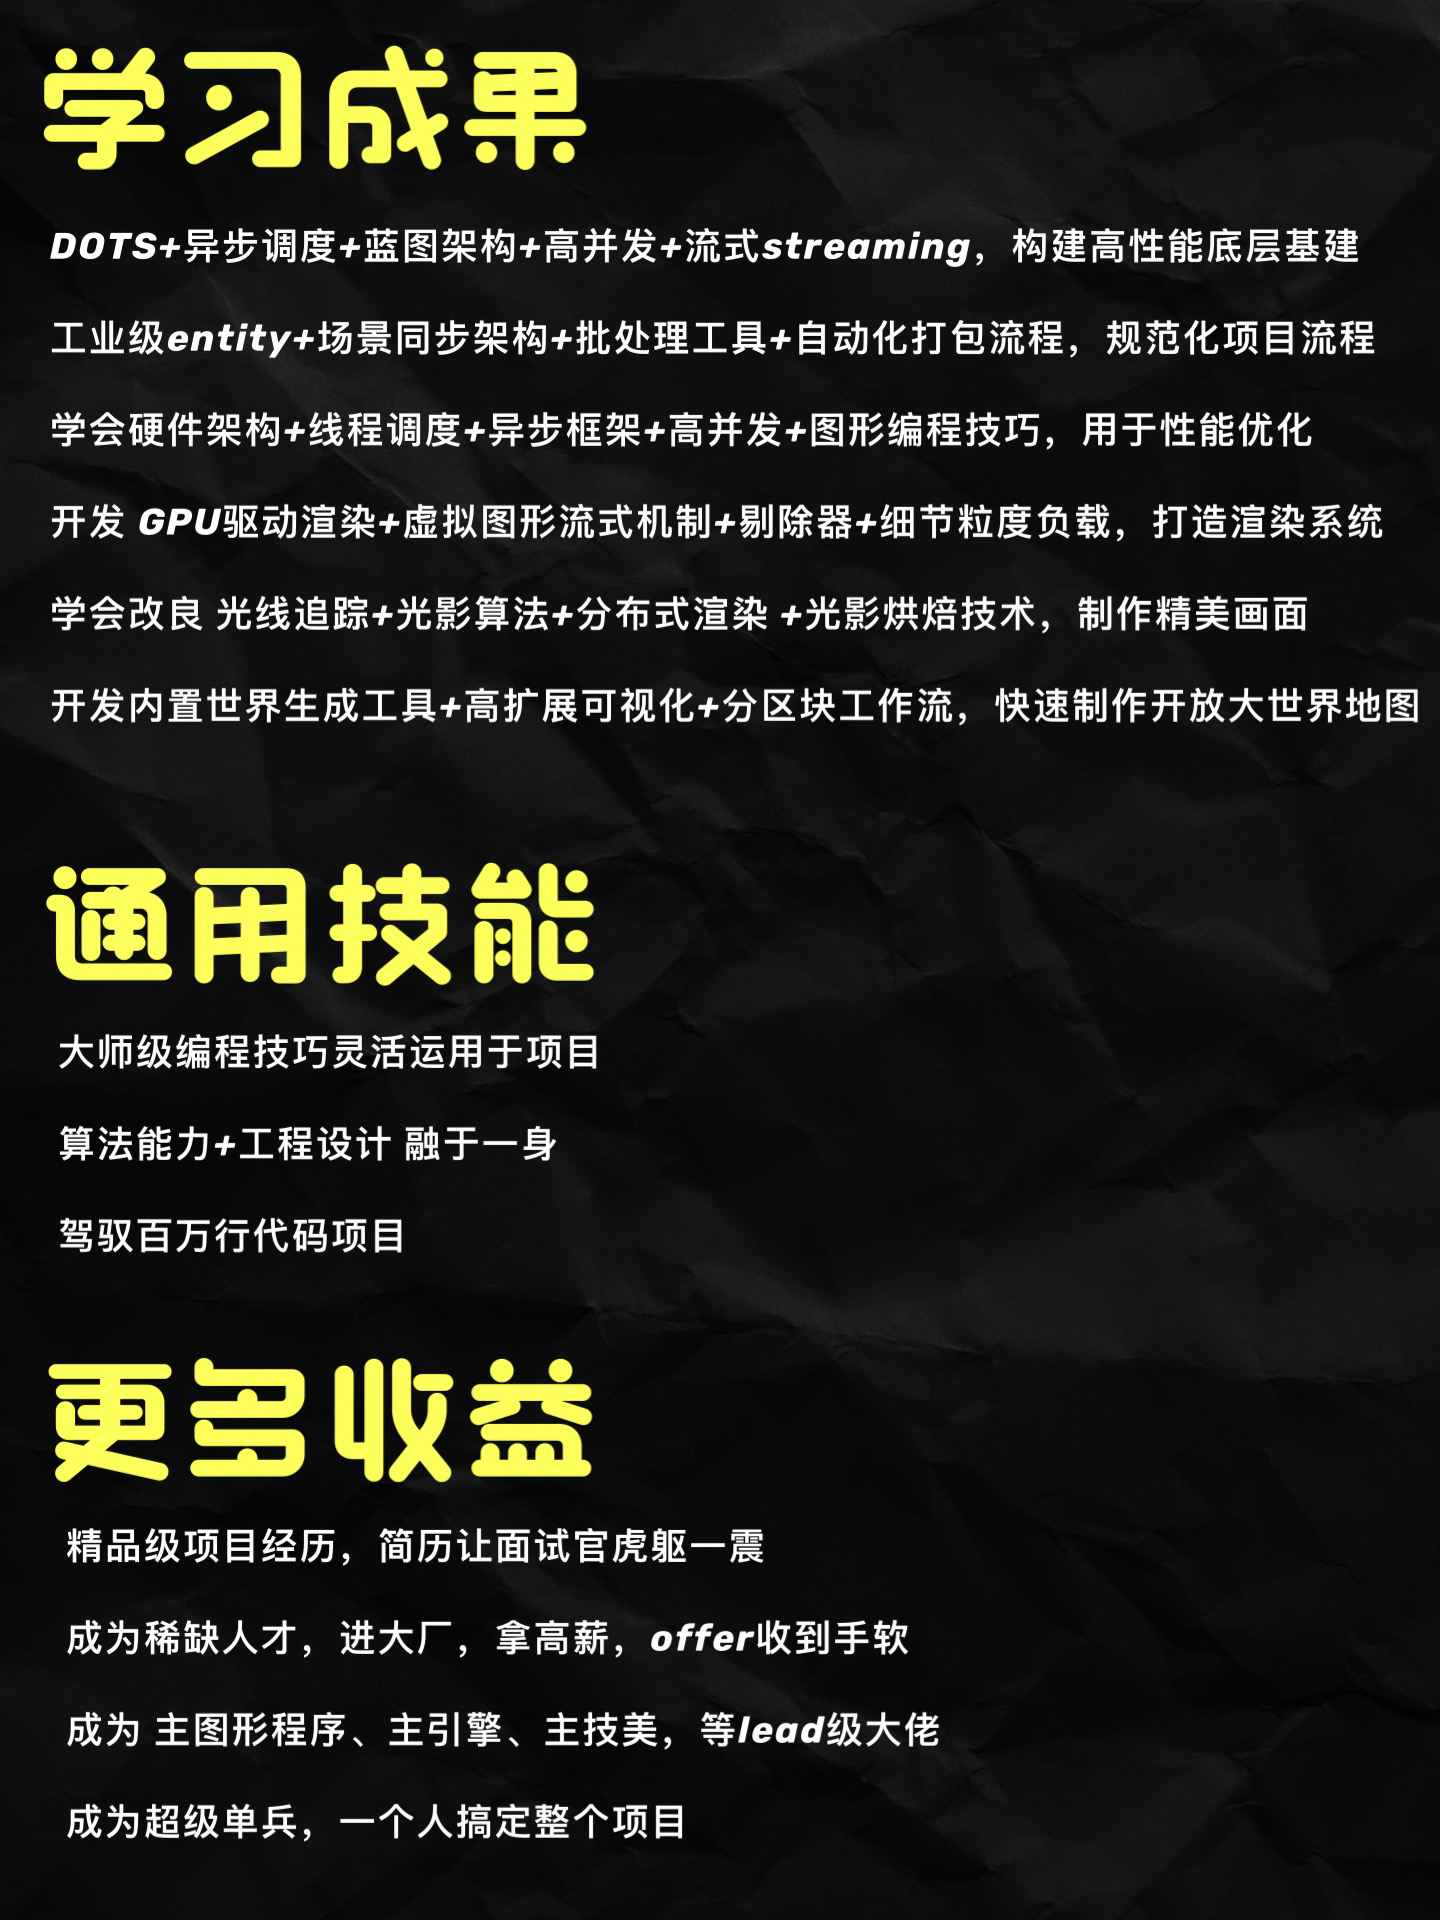 学习成果
DOTS+异步调度+蓝图架构+高并发+流式streaming，构建高性能底层基建
工业级entity+场景同步架构+批处理工具+自动化打包流程，规范化项目流程
学会硬件架构+线程调度+异步框架+高并发+图形编程技巧，用于性能优化
开发 GPU驱动渲染+虚拟图形流式机制+剔除器+细节粒度负载，打造渲染系统
学会改良 光线追踪+光影算法+分布式渲染 +光影烘焙技术，制作精美画面
开发内置世界生成工具+高扩展可视化+分区块工作流，快速制作开放大世界地图
通用技能
大师级编程技巧灵活运用于项目
算法能力+工程设计 融于一身
驾驭百万行代码项目
更多收益
精品级项目经历，简历让面试官虎躯一震
成为稀缺人才，进大厂，拿高薪，offer收到手软
成为 主图形程序、主引擎、主技美，等lead级大佬
成为超级单兵，一个人搞定整个项目